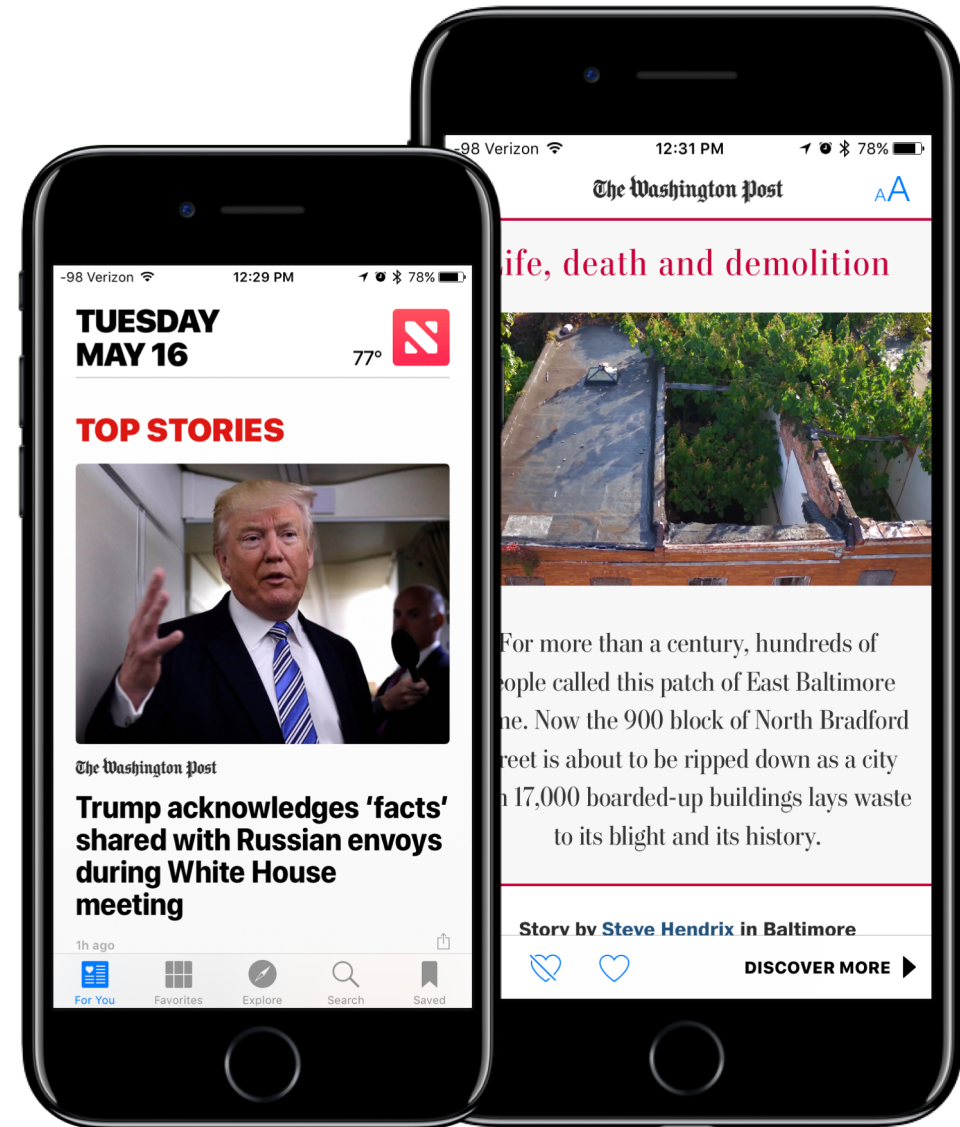 -98 Verizon 12:29 PM 78%
TUESDAY
MAY 16
77°
TOP STORIES
The Washington Post
Trump acknowledges ‘facts’
shared with Russian envoys
during White House
meeting
1h ago
For You Favorites Explore Search Saved
-98 Verizon 12:31 PM 78%
The Washington Post
AA
ife, death and demolition
For more than a century, hundreds of
eople called this patch of East Baltimore
ne. Now the 900 block of North Bradford
reet is about to be ripped down as a city
17,000 boarded-up buildings lays waste
to its blight and its history.
Story by Steve Hendrix in Baltimore
DISCOVER MORE